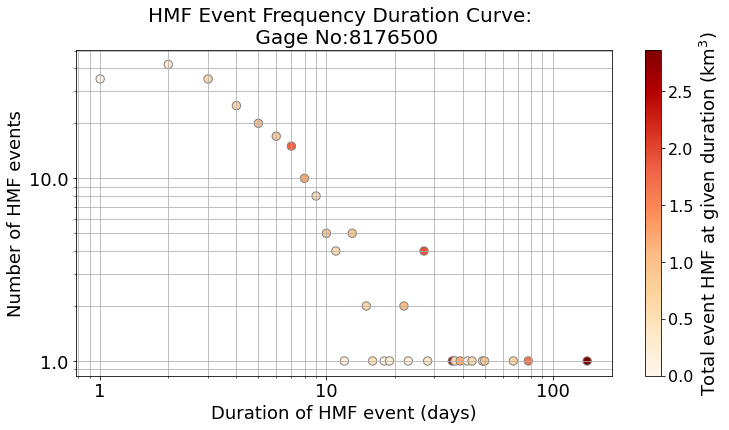 HMF Event Frequency Duration Curve:
Gage No:8176500
Number of HMF events
10.0
1.0
1
10
100
Duration of HMF event (days)
2.5
2.0
1.5
1.0
0.5
0.0
Total event HMF at given duration (km³)